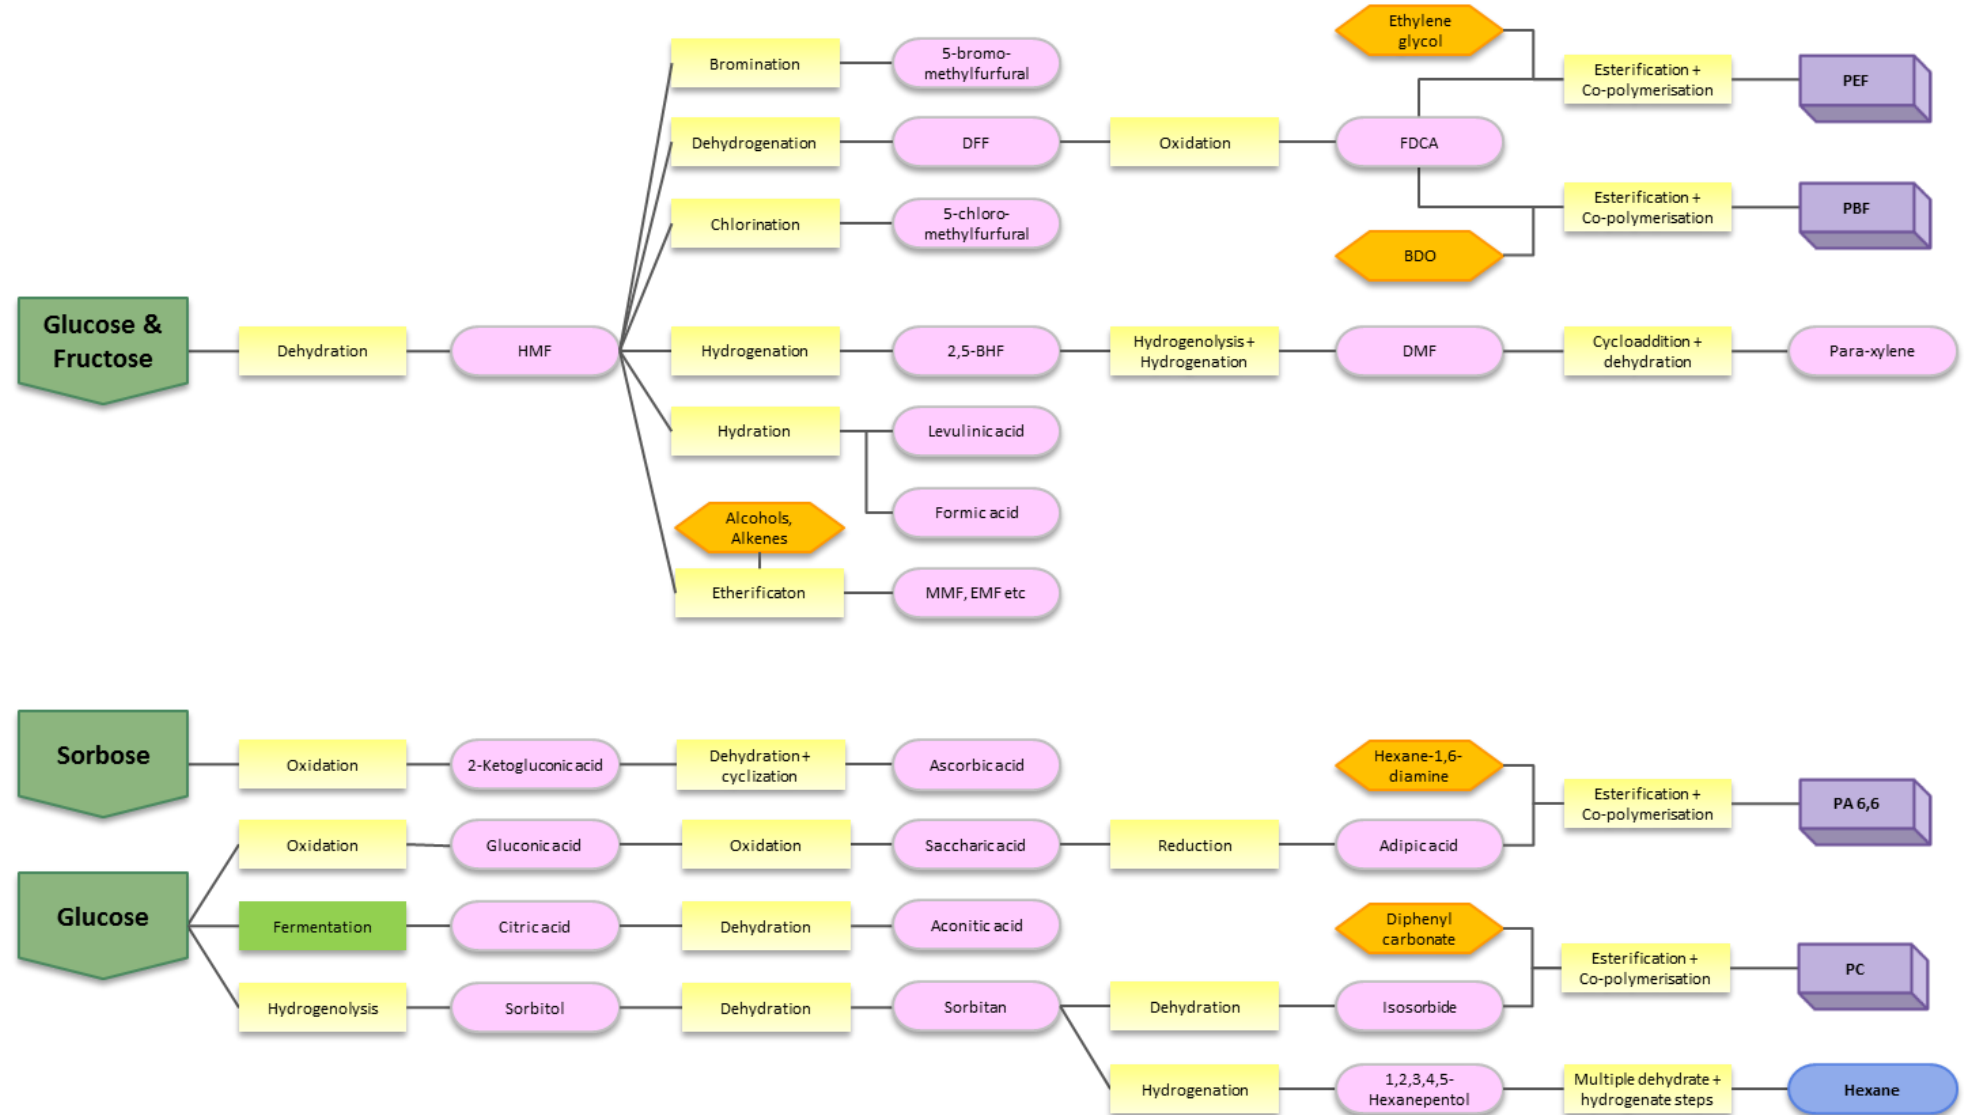 Ethylene
glycol
Bromination
5-bromo-
methylfurfural
Esterification +
Co-polymerisation
PEF
Dehydrogenation
DFF
Oxidation
FDCA
Chlorination
5-chloro-
methylfurfural
Esterification +
Co-polymerisation
PBF
BDO
Glucose &
Fructose
Dehydration
HMF
Hydrogenation
2,5-BHF
Hydrogenolysis +
Hydrogenation
DMF
Cycloaddition +
dehydration
Para-xylene
Hydration
Levulinic acid
Formic acid
Alcohols,
Alkenes
Etherificaton
MMF, EMF etc
Sorbose
Oxidation
2-Ketogluconic acid
Dehydration +
cyclization
Ascorbic acid
Hexane-1,6-
diamine
Esterification +
Co-polymerisation
PA 6,6
Oxidation
Gluconic acid
Oxidation
Saccharic acid
Reduction
Adipic acid
Glucose
Fermentation
Citric acid
Dehydration
Aconitic acid
Diphenyl
carbonate
Esterification +
Co-polymerisation
PC
Hydrogenolysis
Sorbitol
Dehydration
Sorbitan
Dehydration
Isosorbide
Hydrogenation
1,2,3,4,5-
Hexanepentol
Multiple dehydrate +
hydrogenate steps
Hexane